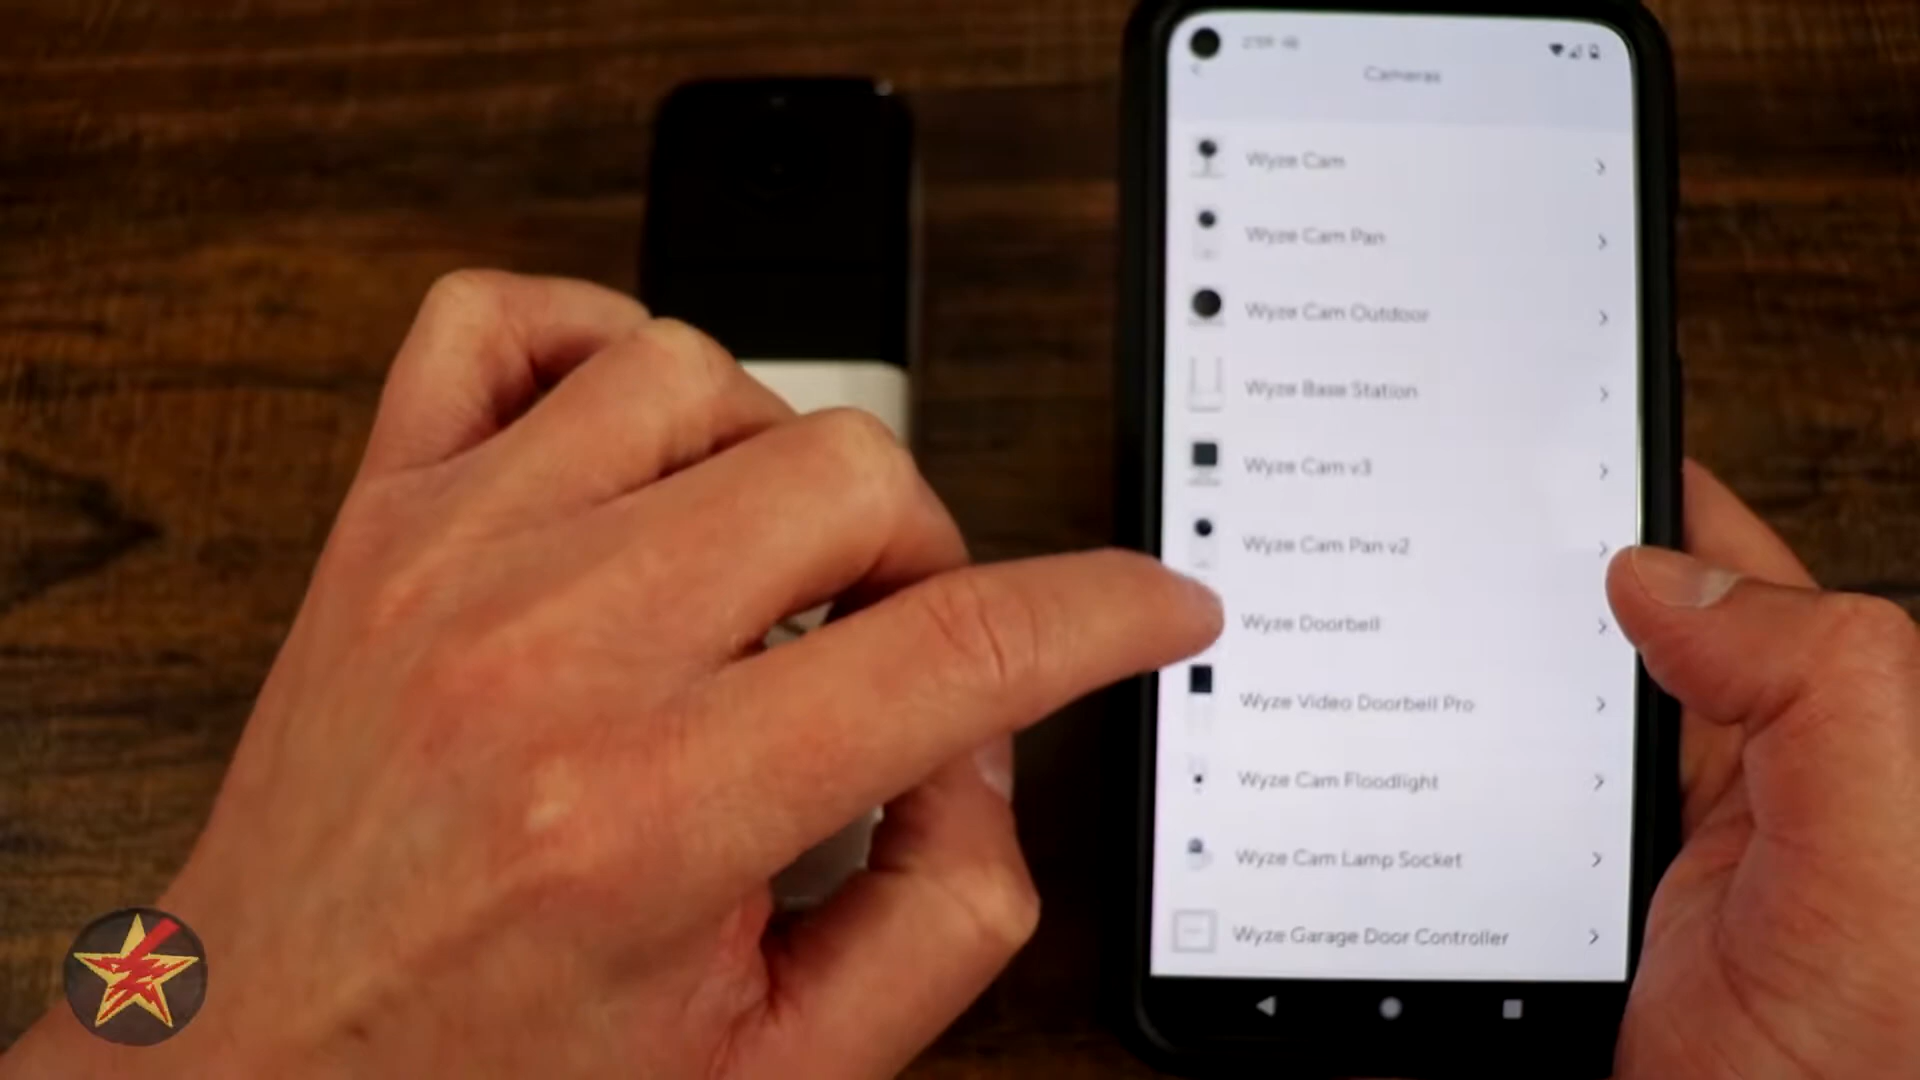 Cameras
Wyze Cam
Wyze Cam Pan
Wyze Cam Outdoor
Wyze Base Station
Wyze Cam v3
Wyze Cam Pan v2
Wyze Doorbell
Wyze Video Doorbell Pro
Wyze Cam Floodlight
Wyze Cam Lamp Socket
Wyze Garage Door Controller